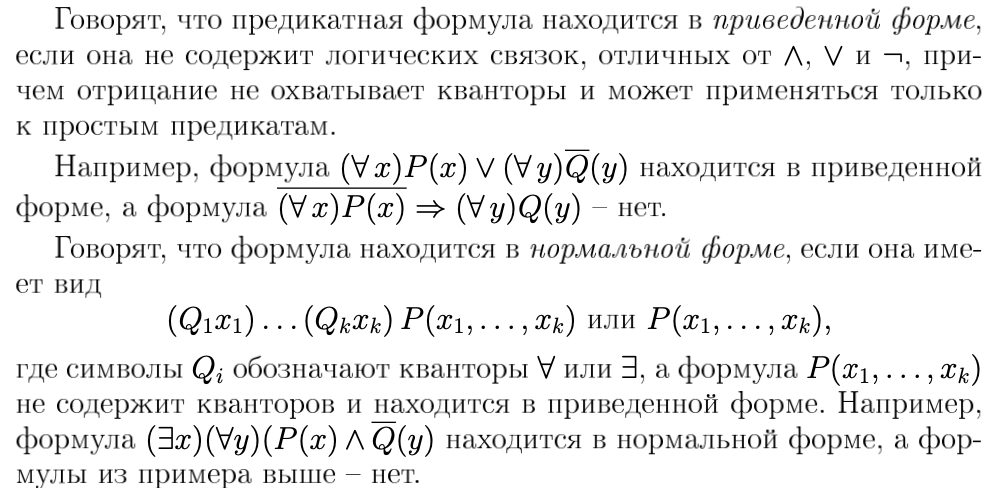 Говорят, что предикатная формула находится в приведенной форме,
если она не содержит логических связок, отличных от ∧, ∨ и ¬, при-
чем отрицание не охватывает кванторы и может применяться только
к простым предикатам.
Например, формула (∀ x)P(x) ∨ (∀ y)Q̅(y) находится в приведенной
форме, а формула \overline{(∀ x)P(x)} ⇒ (∀ y)Q(y) – нет.
Говорят, что формула находится в нормальной форме, если она име-
ет вид
(Q₁x₁) . . . (Qₖxₖ) P(x₁, . . . , xₖ) или P(x₁, . . . , xₖ),
где символы Qᵢ обозначают кванторы ∀ или ∃, а формула P(x₁, . . . , xₖ)
не содержит кванторов и находится в приведенной форме. Например,
формула (∃x)(∀y)(P(x) ∧ Q̅(y) находится в нормальной форме, а фор-
мулы из примера выше – нет.